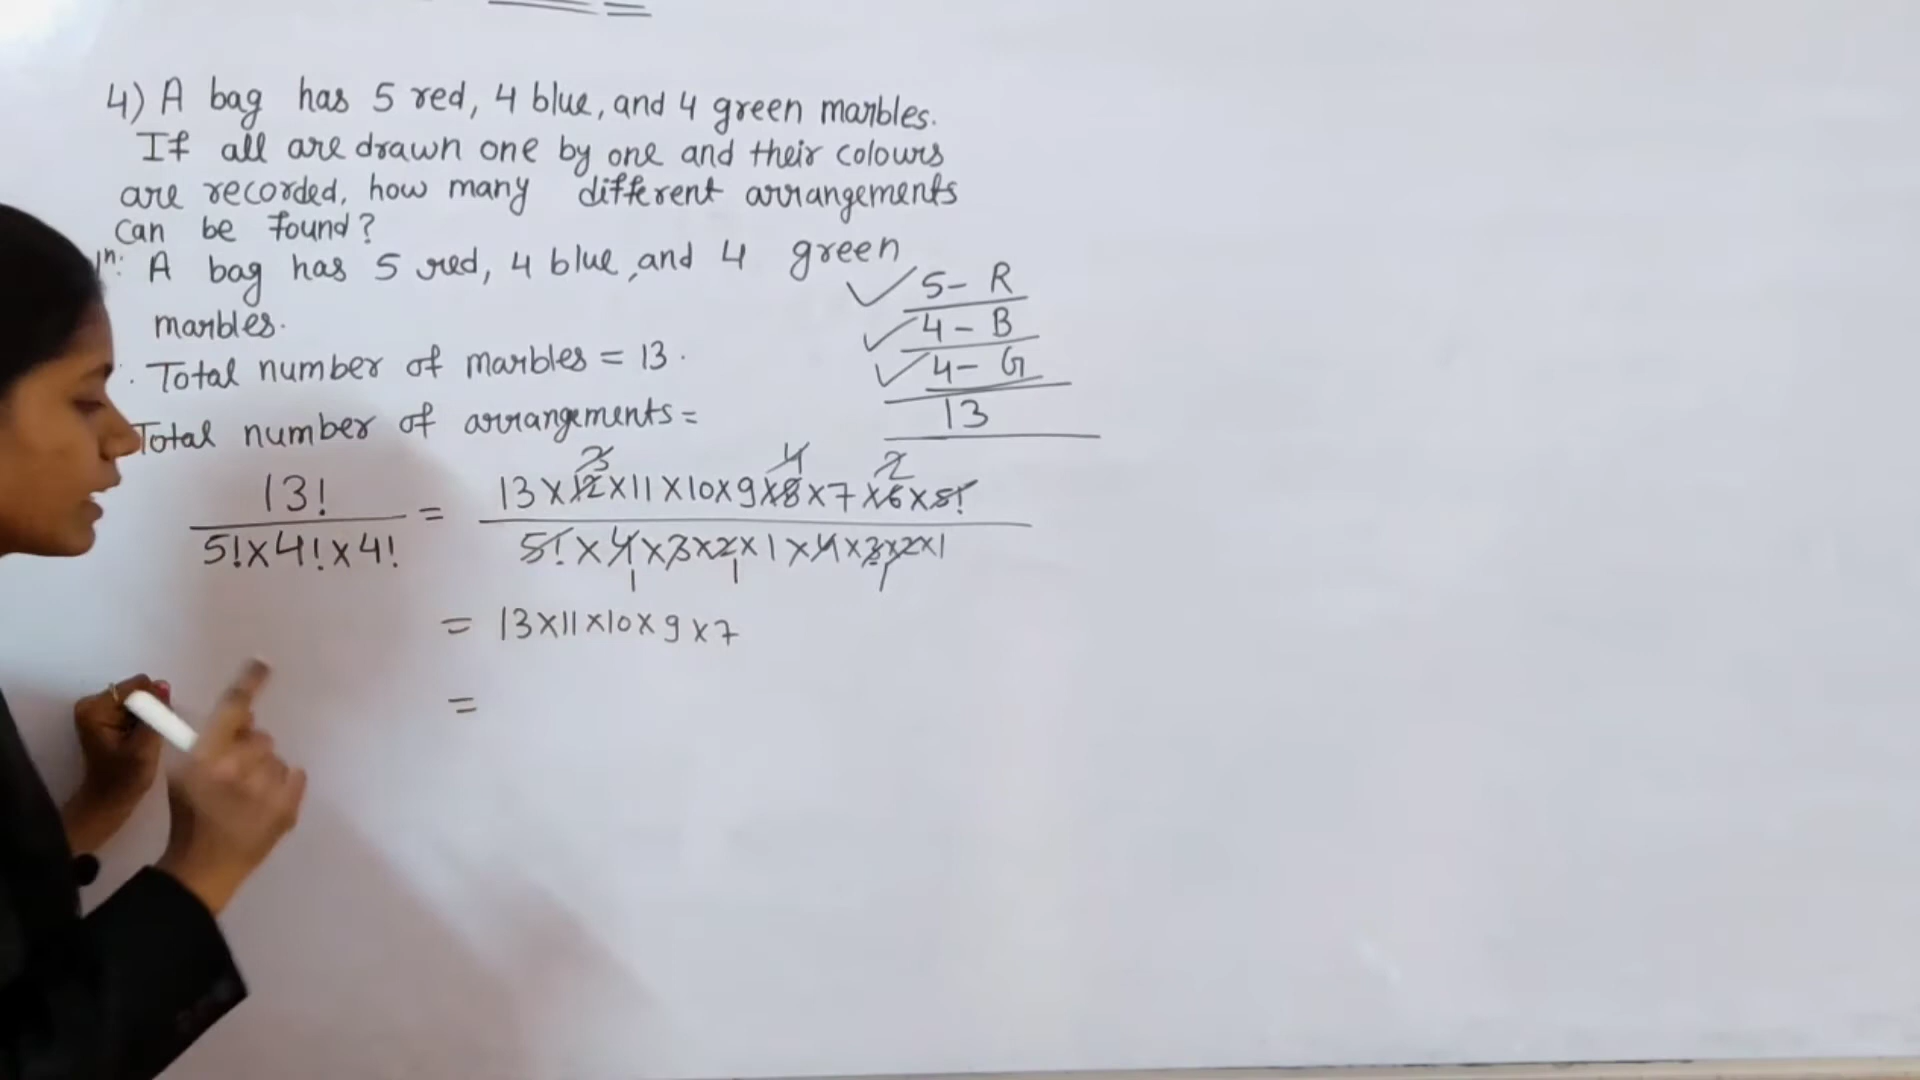 4) A bag has 5 red, 4 blue, and 4 green marbles.
If all are drawn one by one and their colours
are recorded, how many different arrangements
can be found?
A bag has 5 red, 4 blue, and 4 green
marbles.
5 - R
4 - B
4 - G
13
Total number of marbles = 13.
Total number of arrangements =
13! / 5! × 4! × 4! = 13 × 12 × 11 × 10 × 9 × 8 × 7 × 6 × 5! / 5! × 4 × 3 × 2 × 1 × 4 × 3 × 2 × 1
= 13 × 11 × 10 × 9 × 7
=